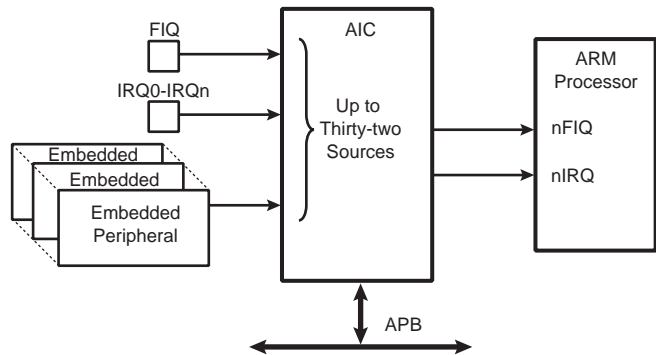 FIQ
IRQ0-IRQn
Embedded
Embedded
Embedded
Peripheral
AIC
Up to
Thirty-two
Sources
ARM
Processor
nFIQ
nIRQ
APB